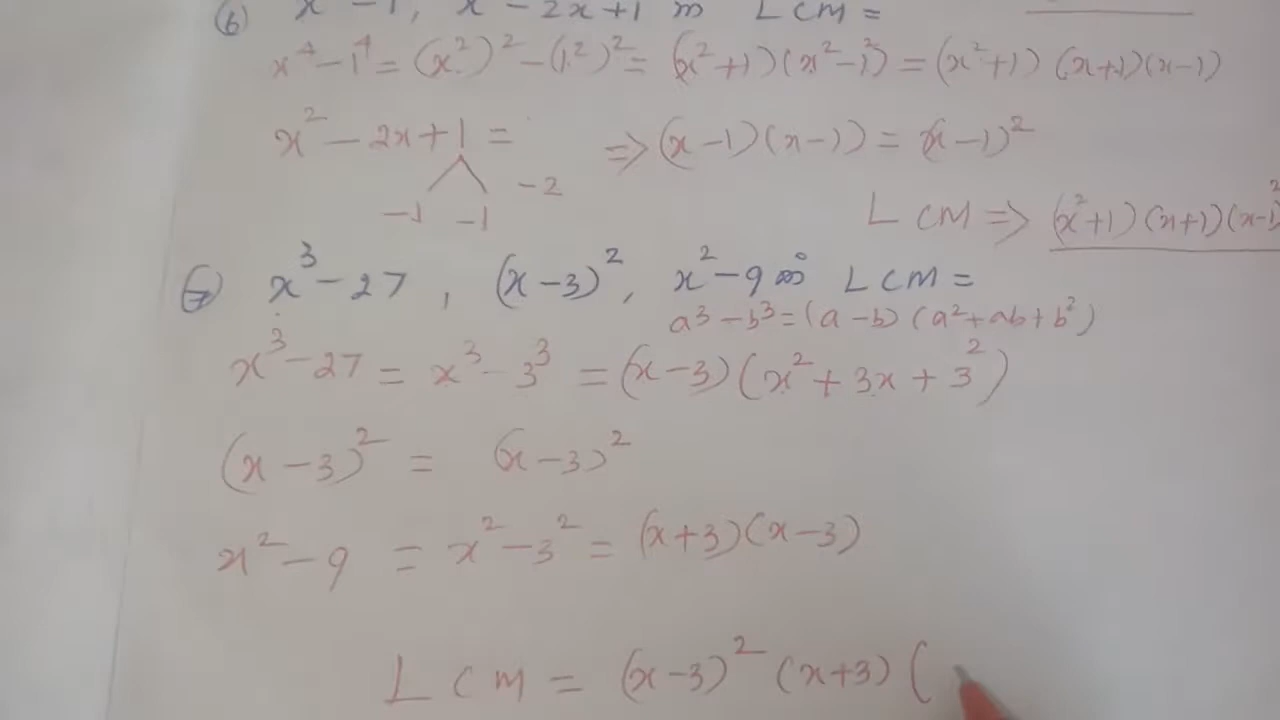 (6) x⁴ - 1, x² - 2x + 1 ன் LCM =
x⁴ - 1⁴ = (x²)² - (1²)² = (x² + 1) (x² - 1²) = (x² + 1) (x + 1) (x - 1)
x² - 2x + 1 = ⇒ (x - 1) (x - 1) = (x - 1)²
-2
-1 -1
LCM ⇒ (x² + 1) (x + 1) (x - 1)²
(7) x³ - 27, (x - 3)², x² - 9 ன் LCM =
a³ - b³ = (a - b) (a² + ab + b²)
x³ - 27 = x³ - 3³ = (x - 3) (x² + 3x + 3²)
(x - 3)² = (x - 3)²
x² - 9 = x² - 3² = (x + 3) (x - 3)
LCM = (x - 3)² (x + 3) (